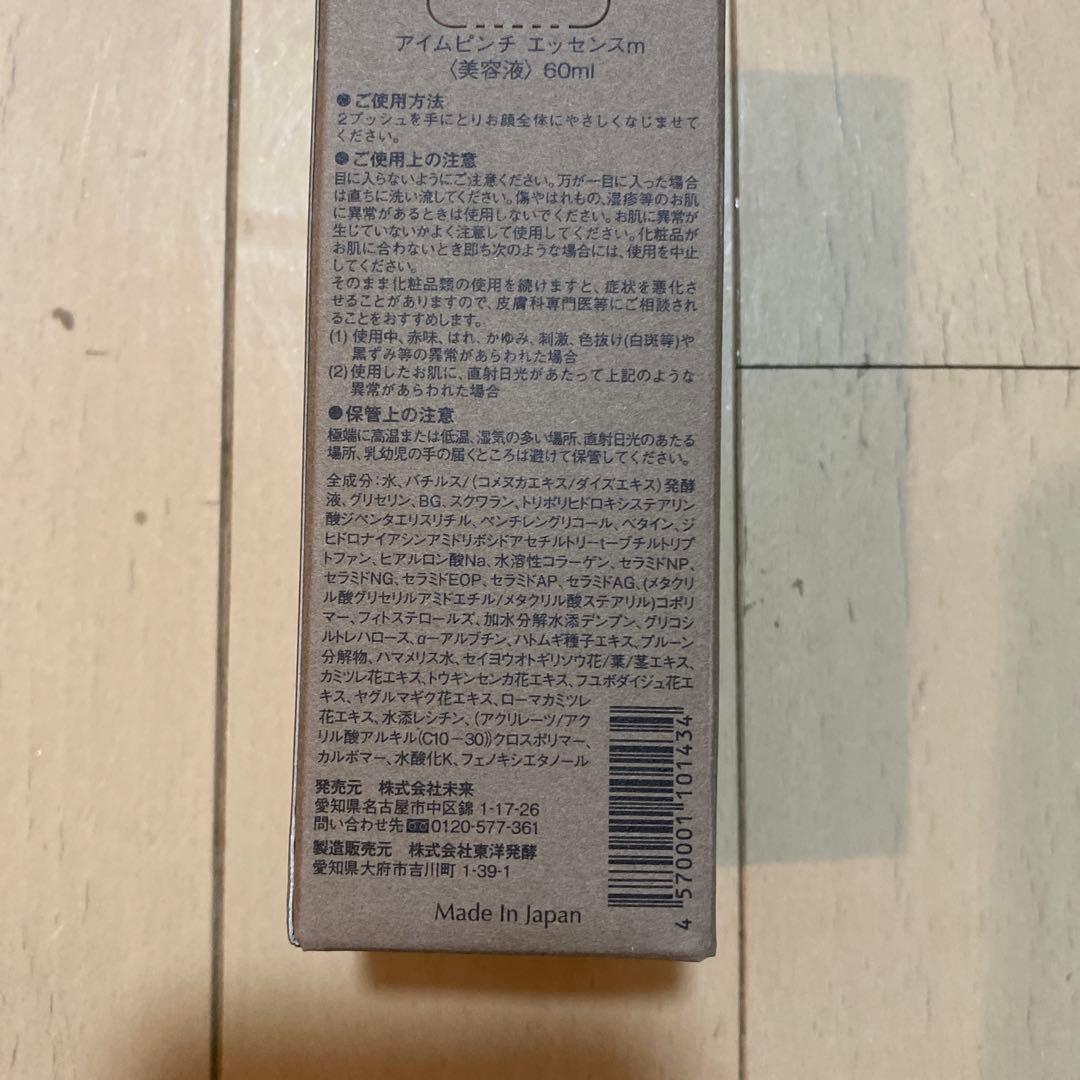 アイムピンチ エッセンスm
〈美容液〉60ml
●ご使用方法
2プッシュを手にとりお顔全体にやさしくなじませて
ください。
●ご使用上の注意
目に入らないようにご注意ください。万が一目に入った場合
は直ちに洗い流してください。傷やはれもの、湿疹等のお肌
に異常があるときは使用しないでください。お肌に異常が
生じていないかよく注意して使用してください。化粧品が
お肌に合わないとき即ち次のような場合には、使用を中止
してください。
そのまま化粧品類の使用を続けますと、症状を悪化さ
せることがありますので、皮膚科専門医等にご相談され
ることをおすすめします。
(1) 使用中、赤味、はれ、かゆみ、刺激、色抜け(白斑等)や
黒ずみ等の異常があらわれた場合
(2)使用したお肌に、直射日光があたって上記のような
異常があらわれた場合
●保管上の注意
極端に高温または低温、湿気の多い場所、直射日光のあたる
場所、乳幼児の手の届くところは避けて保管してください。
全成分:水、バチルス/(コメヌカエキス/ダイズエキス)発酵
液、グリセリン、BG、スクワラン、トリポリヒドロキシステアリン
酸ジペンタエリスリチル、ペンチレングリコール、ベタイン、ジ
ヒドロナイアシンアミドリボシドアセチルトリーtーブチルトリプ
トファン、ヒアルロン酸Na、水溶性コラーゲン、セラミドNP、
セラミドNG、セラミドEOP、セラミドAP、セラミドAG、(メタクリ
ル酸グリセリルアミドエチル/メタクリル酸ステアリル)コポリ
マー、フィトステロールズ、加水分解水添デンプン、グリコシ
ルトレハロース、α－アルブチン、ハトムギ種子エキス、プルーン
分解物、ハマメリス水、セイヨウオトギリソウ花/葉/茎エキス、
カミツレ花エキス、トウキンセンカ花エキス、フユボダイジュ花エ
キス、ヤグルマギク花エキス、ローマカミツレ
花エキス、水添レシチン、(アクリレーツ/アク
リル酸アルキル(C10－30))クロスポリマー、
カルボマー、水酸化K、フェノキシエタノール
発売元 株式会社未来
愛知県名古屋市中区錦 1-17-26
問い合わせ先 0120-577-361
製造販売元 株式会社東洋発酵
愛知県大府市吉川町 1-39-1
Made In Japan
4 570001 101434